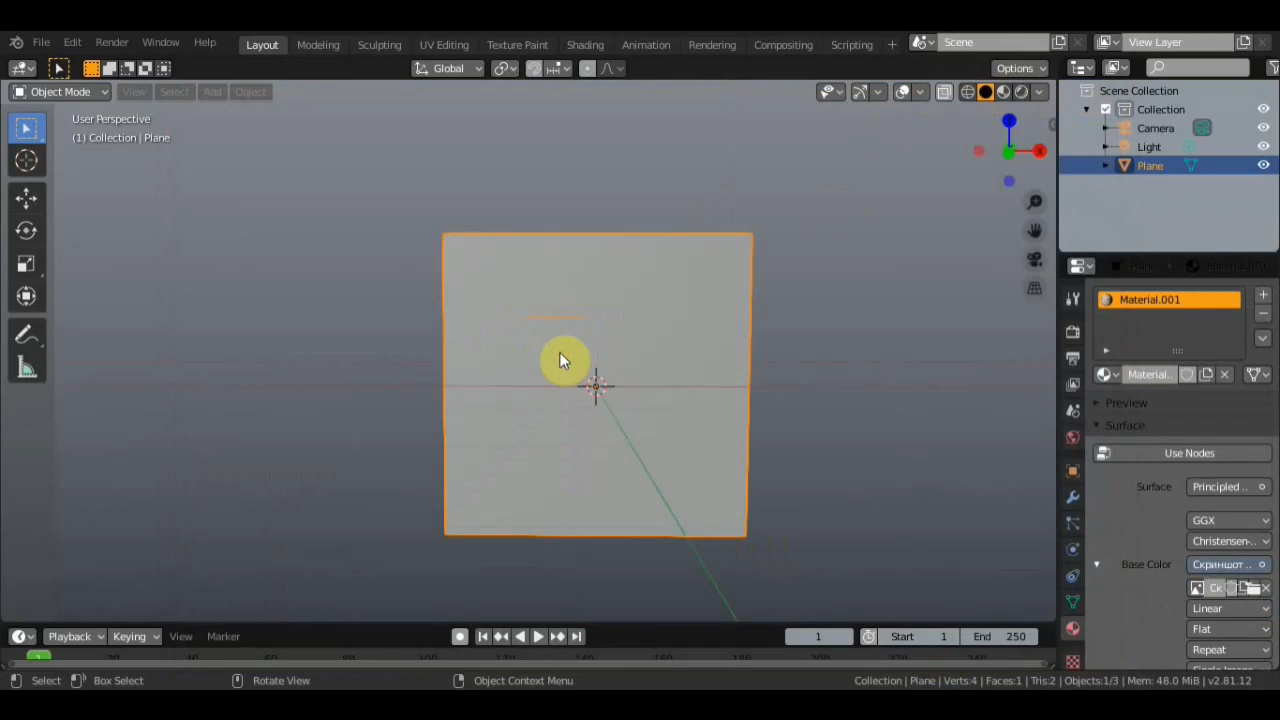 File Edit Render Window Help Layout Modeling Sculpting UV Editing Texture Paint Shading Animation Rendering Compositing Scripting + Scene View Layer
Global Options
Object Mode View Select Add Object
User Perspective
(1) Collection | Plane
Scene Collection
Collection
Camera
Light
Plane
Material.001
Material...
Preview
Surface
Use Nodes
Surface Principled ..
GGX
Christensen-..
Base Color Скриншот ..
Ск
Linear
Flat
Repeat
Playback Keying View Marker 1 Start 1 End 250
1
Select Box Select Rotate View Object Context Menu Collection | Plane | Verts:4 | Faces:1 | Tris:2 | Objects:1/3 | Mem: 48.0 MiB | v2.81.12